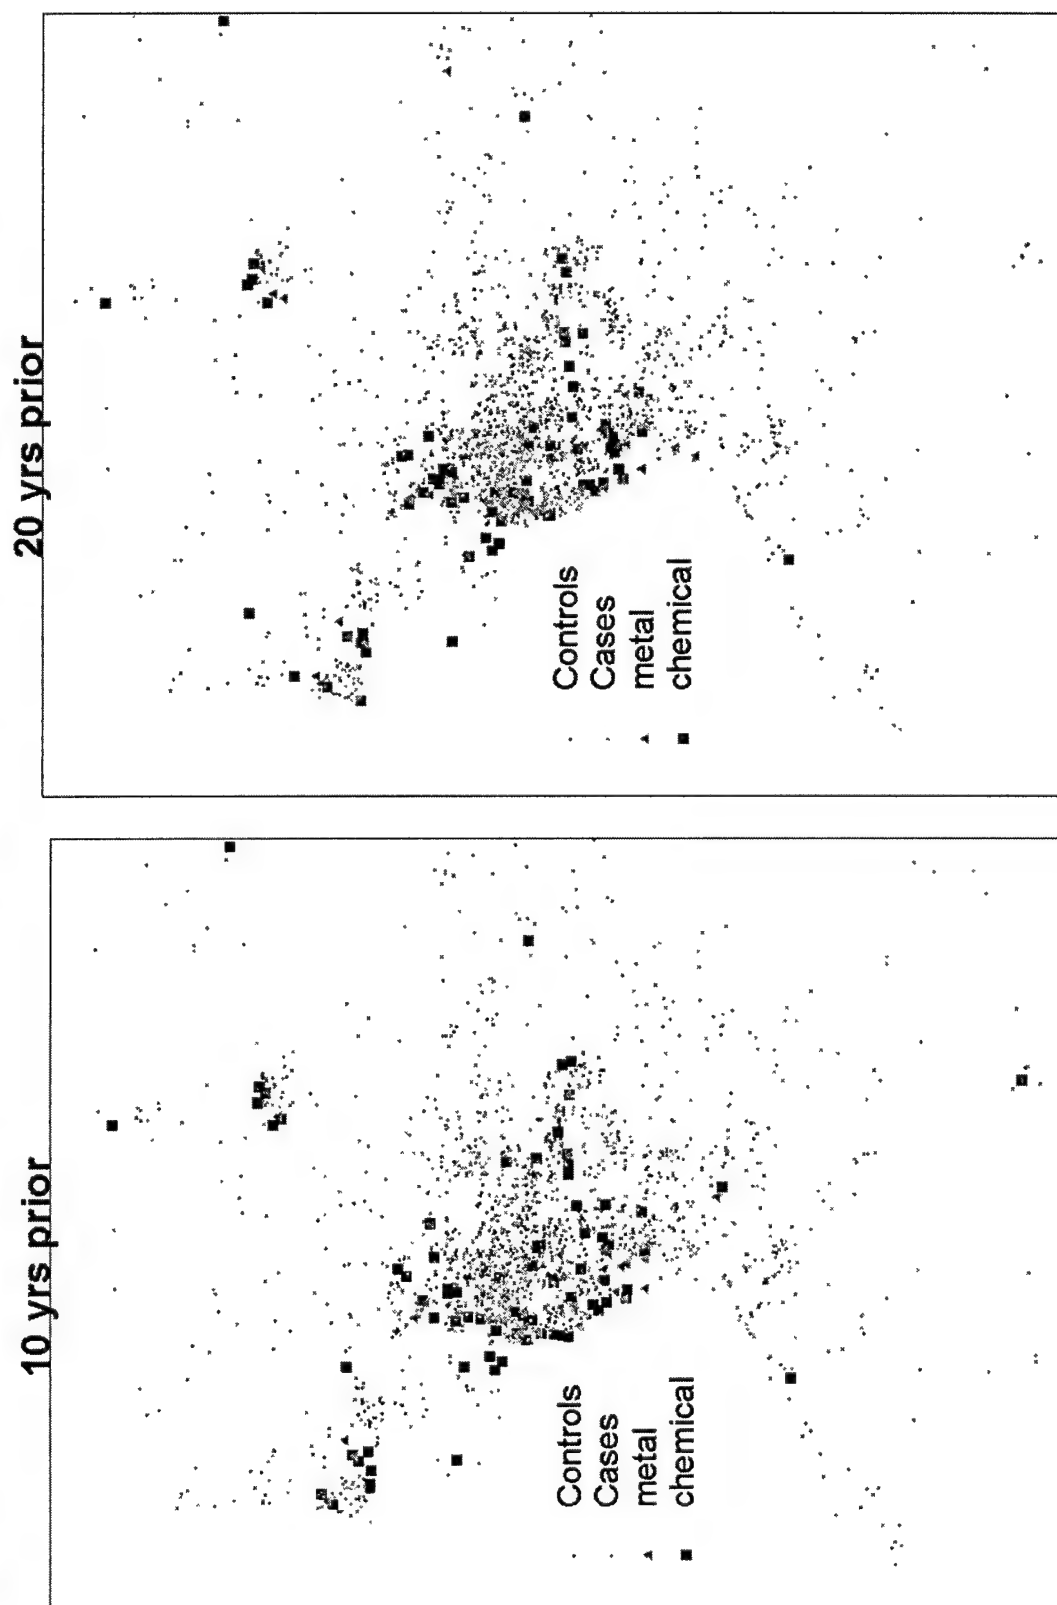 20 yrs prior
Controls
Cases
metal
chemical
10 yrs prior
Controls
Cases
metal
chemical